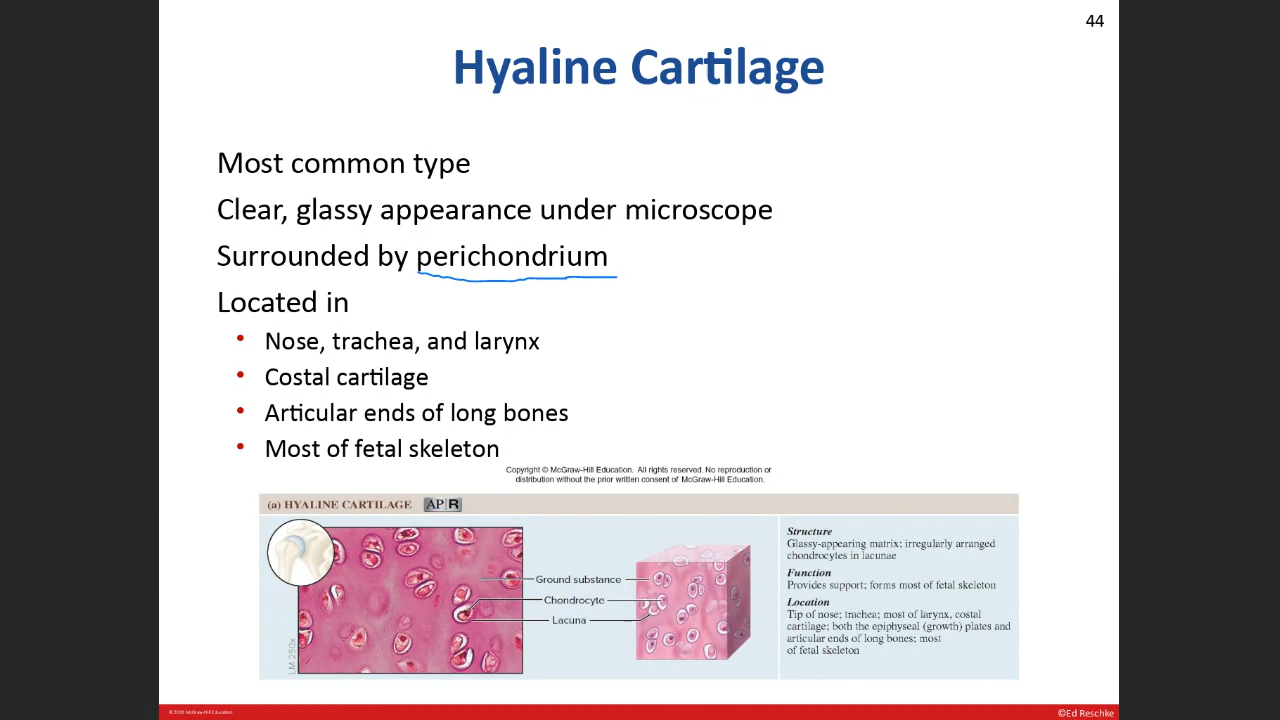 44
Hyaline Cartilage
Most common type
Clear, glassy appearance under microscope
Surrounded by perichondrium
Located in
• Nose, trachea, and larynx
• Costal cartilage
• Articular ends of long bones
• Most of fetal skeleton
Copyright © McGraw-Hill Education. All rights reserved. No reproduction or
distribution without the prior written consent of McGraw-Hill Education.
(a) HYALINE CARTILAGE AP|R
LM 250x
Ground substance
Chondrocyte
Lacuna
Structure
Glassy-appearing matrix; irregularly arranged
chondrocytes in lacunae
Function
Provides support; forms most of fetal skeleton
Location
Tip of nose; trachea; most of larynx, costal
cartilage; both the epiphyseal (growth) plates and
articular ends of long bones; most
of fetal skeleton
© 2019 McGraw-Hill Education
©Ed Reschke